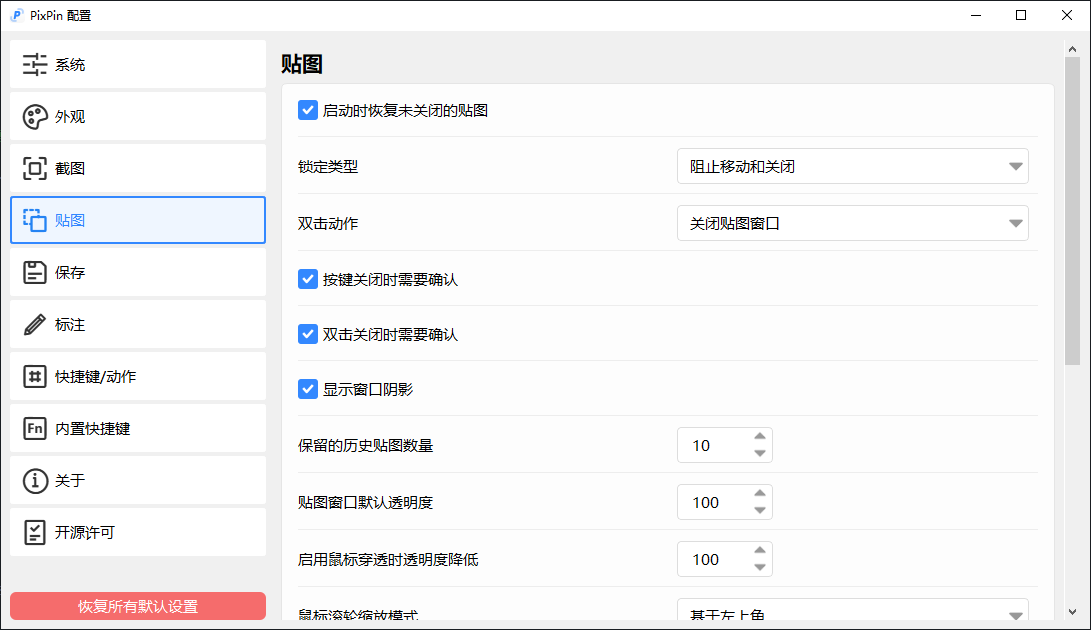 PixPin 配置
系统
外观
截图
贴图
保存
标注
快捷键/动作
Fn 内置快捷键
关于
开源许可
恢复所有默认设置
贴图
启动时恢复未关闭的贴图
锁定类型 阻止移动和关闭
双击动作 关闭贴图窗口
按键关闭时需要确认
双击关闭时需要确认
显示窗口阴影
保留的历史贴图数量 10
贴图窗口默认透明度 100
启用鼠标穿透时透明度降低 100
鼠标滚轮缩放模式 基于左上角